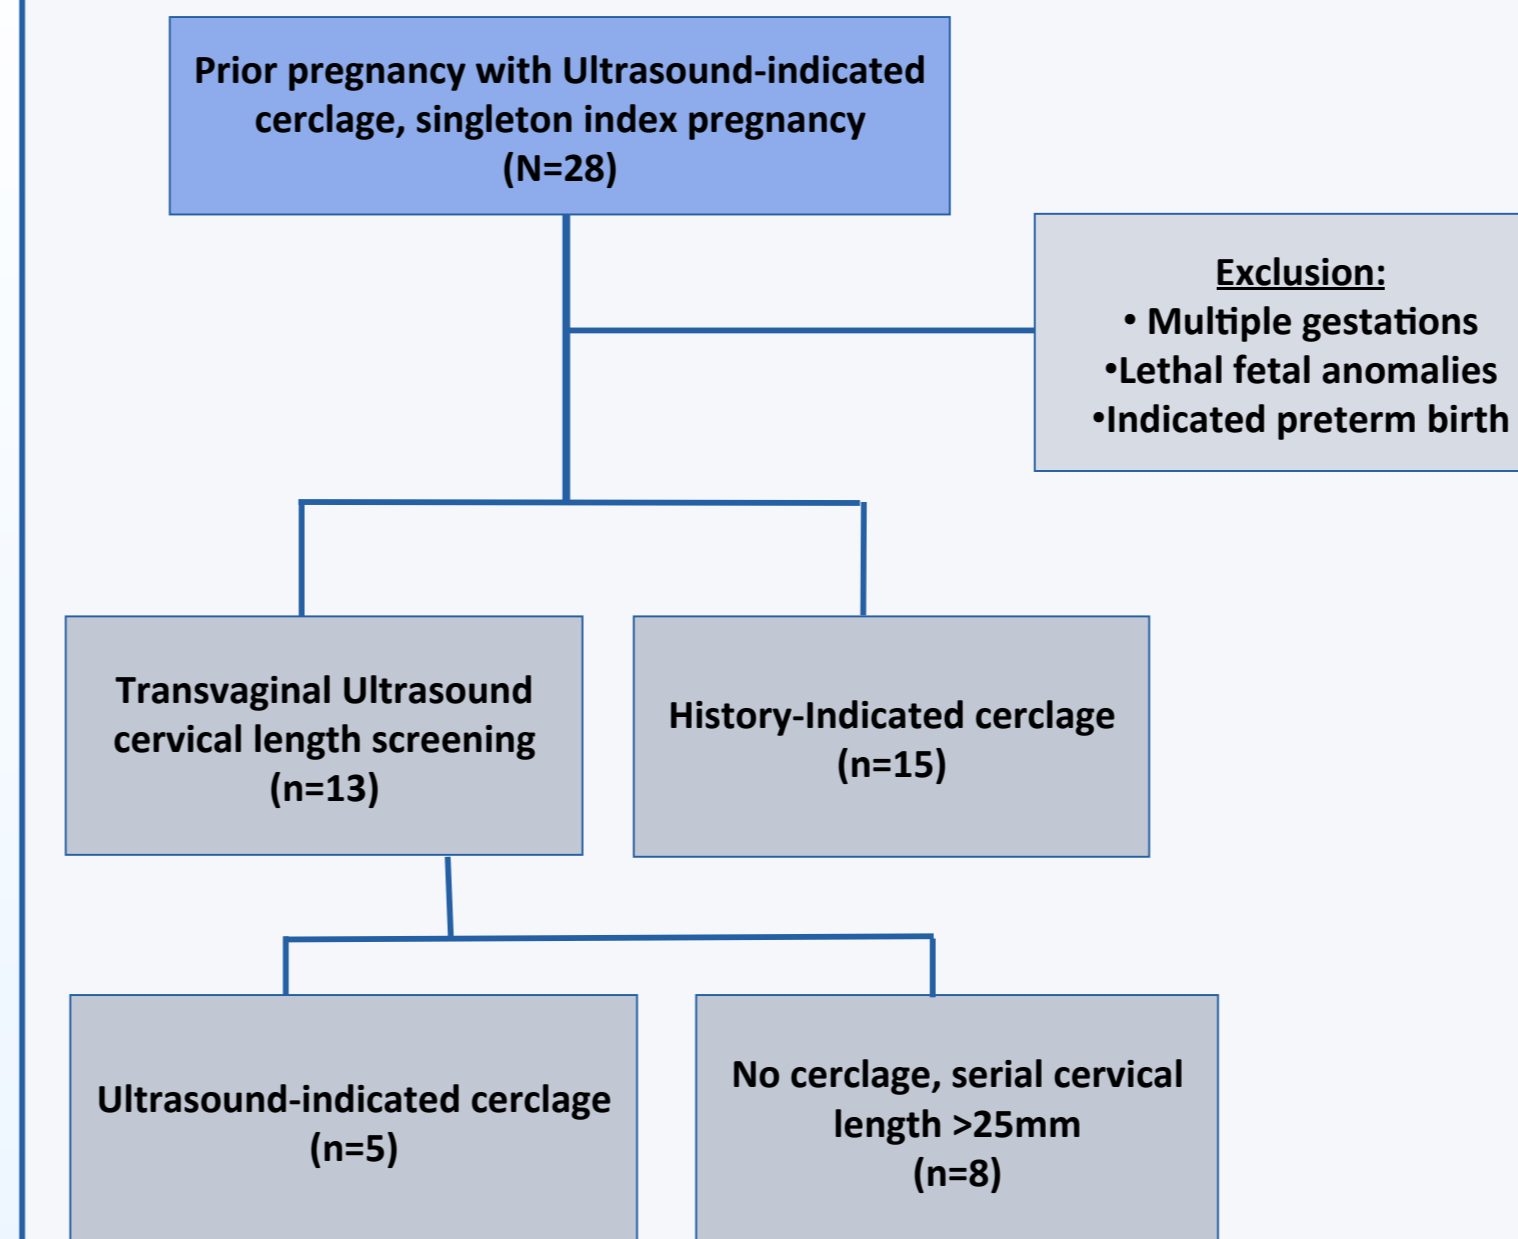 Prior pregnancy with Ultrasound-indicated
cerclage, singleton index pregnancy
(N=28)
Exclusion:
• Multiple gestations
•Lethal fetal anomalies
•Indicated preterm birth
Transvaginal Ultrasound
cervical length screening
(n=13)
History-Indicated cerclage
(n=15)
Ultrasound-indicated cerclage
(n=5)
No cerclage, serial cervical
length >25mm
(n=8)